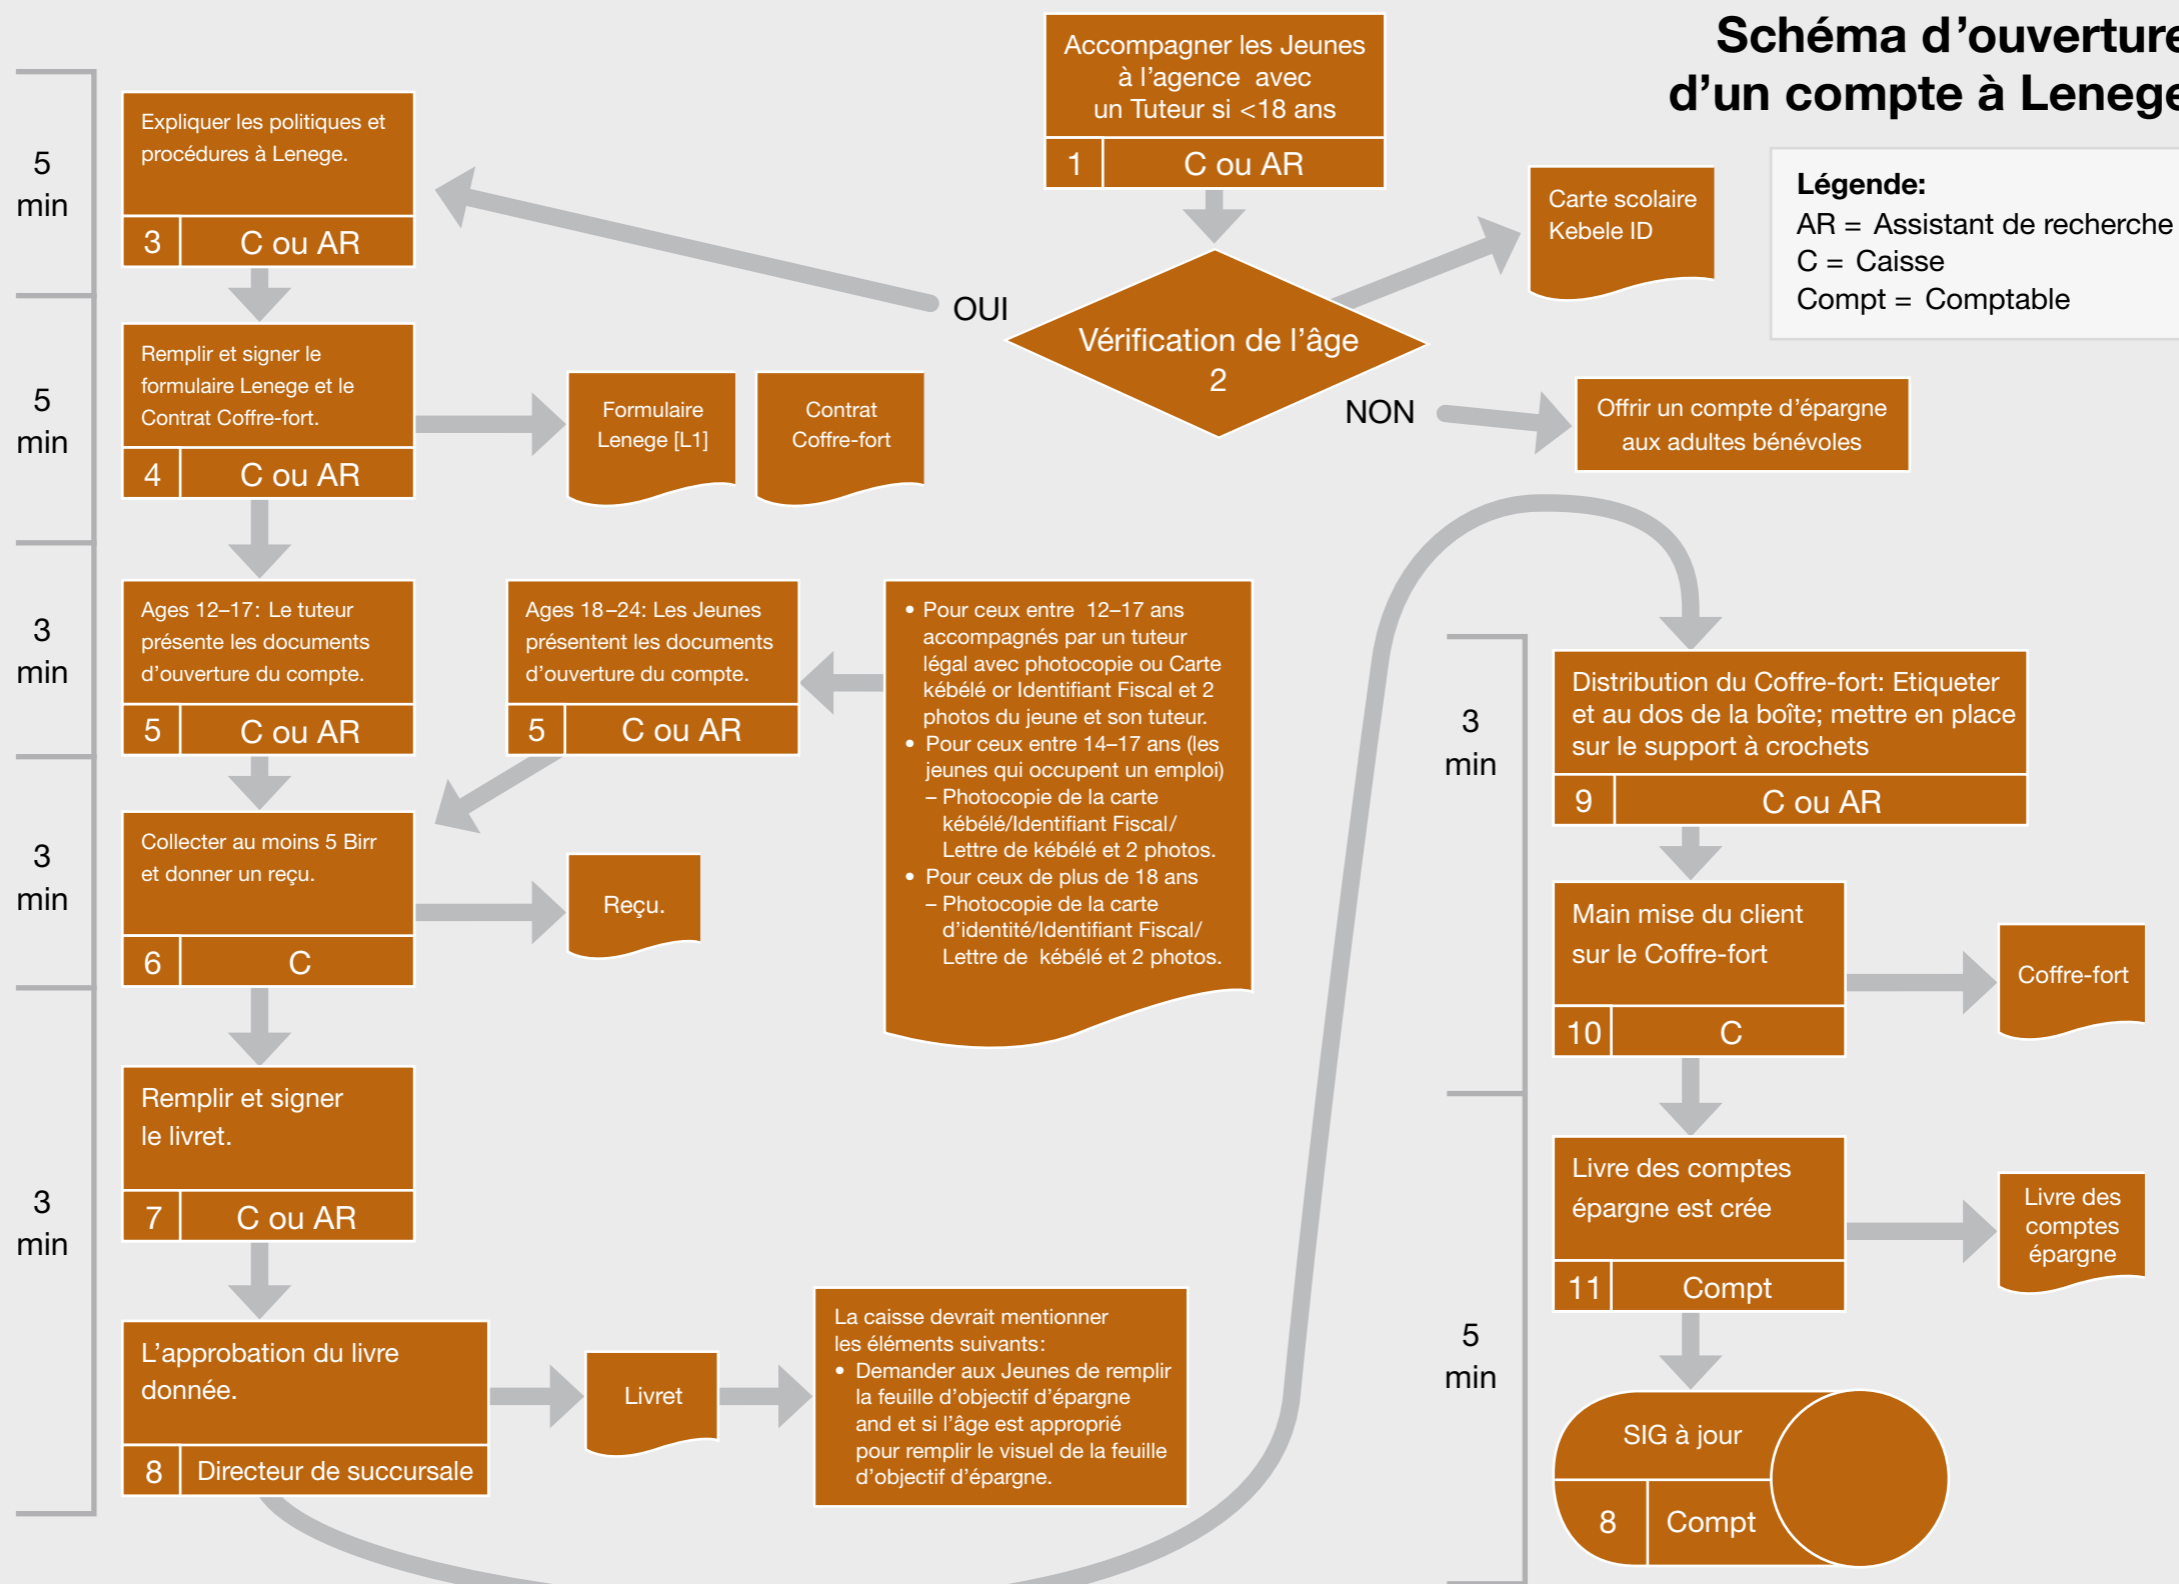 Schéma d'ouverture
d'un compte à Lenege
Légende:
AR = Assistant de recherche
C = Caisse
Compt = Comptable
Accompagner les Jeunes
à l'agence avec
un Tuteur si <18 ans
1 C ou AR
Carte scolaire
Kebele ID
Vérification de l'âge
2
OUI
NON
Offrir un compte d'épargne
aux adultes bénévoles
5
min
Expliquer les politiques et
procédures à Lenege.
3 C ou AR
5
min
Remplir et signer le
formulaire Lenege et le
Contrat Coffre-fort.
4 C ou AR
Formulaire
Lenege [L1]
Contrat
Coffre-fort
3
min
Ages 12–17: Le tuteur
présente les documents
d'ouverture du compte.
5 C ou AR
Ages 18–24: Les Jeunes
présentent les documents
d'ouverture du compte.
5 C ou AR
• Pour ceux entre 12–17 ans
accompagnés par un tuteur
légal avec photocopie ou Carte
kébélé or Identifiant Fiscal et 2
photos du jeune et son tuteur.
• Pour ceux entre 14–17 ans (les
jeunes qui occupent un emploi)
– Photocopie de la carte
kébélé/Identifiant Fiscal/
Lettre de kébélé et 2 photos.
• Pour ceux de plus de 18 ans
– Photocopie de la carte
d'identité/Identifiant Fiscal/
Lettre de kébélé et 2 photos.
3
min
Collecter au moins 5 Birr
et donner un reçu.
6 C
Reçu.
3
min
Remplir et signer
le livret.
7 C ou AR
L'approbation du livre
donnée.
8 Directeur de succursale
Livret
La caisse devrait mentionner
les éléments suivants:
• Demander aux Jeunes de remplir
la feuille d'objectif d'épargne
and et si l'âge est approprié
pour remplir le visuel de la feuille
d'objectif d'épargne.
3
min
Distribution du Coffre-fort: Etiqueter
et au dos de la boîte; mettre en place
sur le support à crochets
9 C ou AR
Main mise du client
sur le Coffre-fort
10 C
Coffre-fort
5
min
Livre des comptes
épargne est crée
11 Compt
Livre des
comptes
épargne
SIG à jour
8 Compt